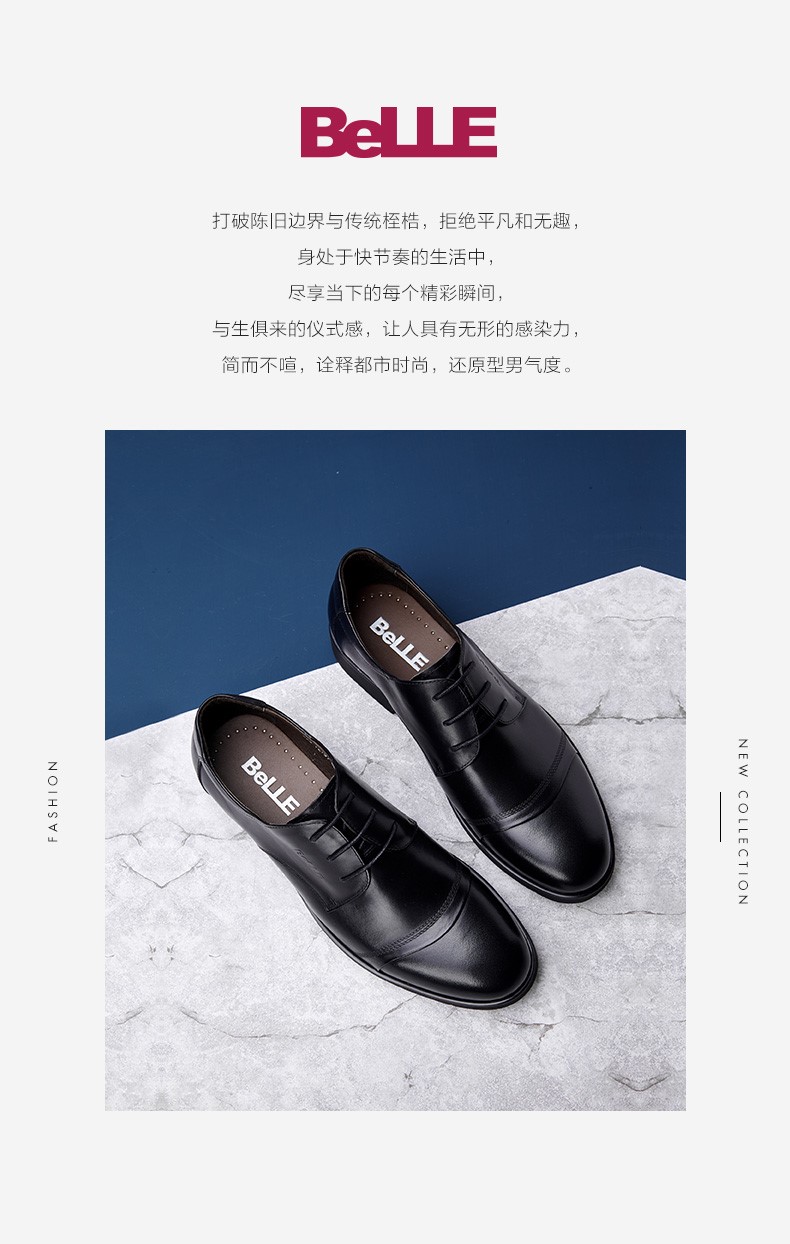 BeLLE
打破陈旧边界与传统桎梏，拒绝平凡和无趣，
身处于快节奏的生活中，
尽享当下的每个精彩瞬间，
与生俱来的仪式感，让人具有无形的感染力，
简而不喧，诠释都市时尚，还原型男气度。
BeLLE
BeLLE
FASHION
NEW COLLECTION